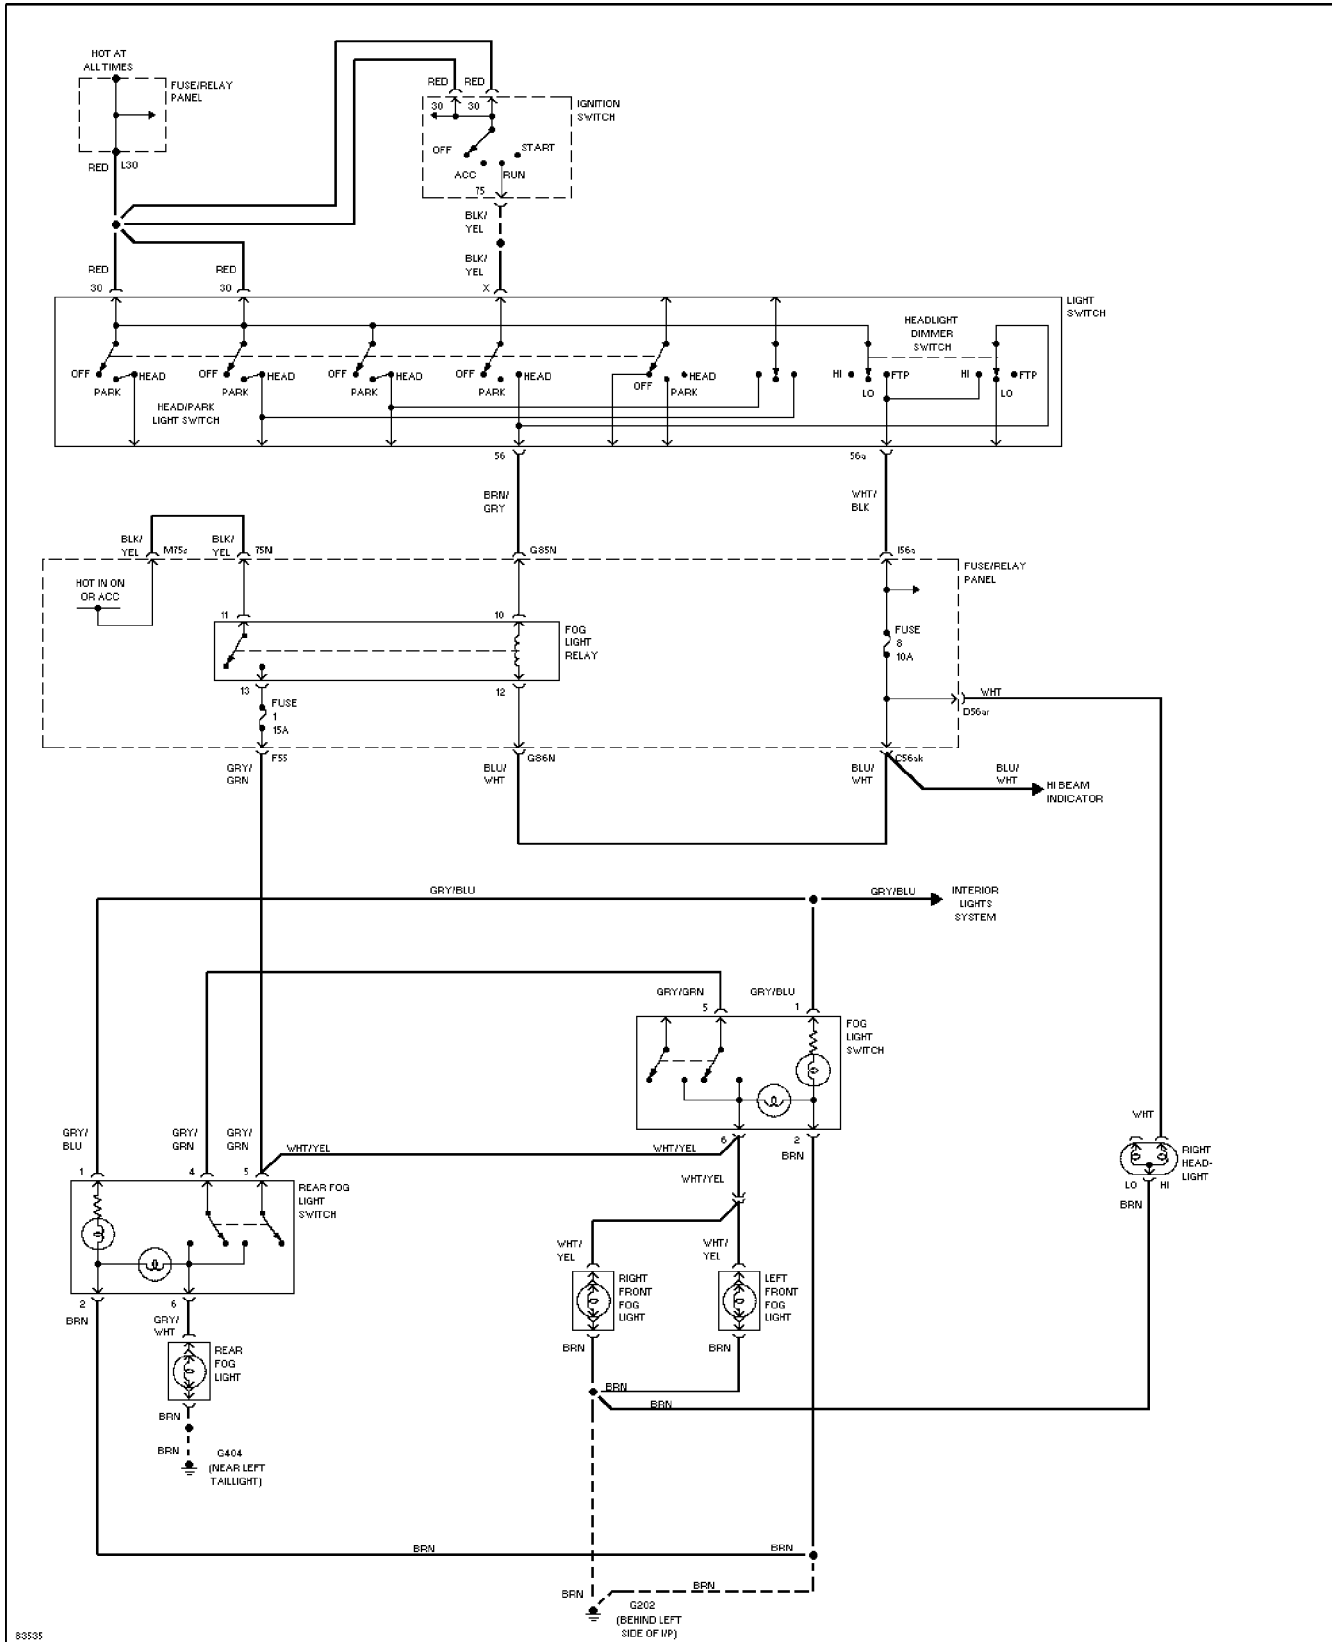 HOT AT
ALL TIMES
FUSE/RELAY
PANEL
RED
L30
RED
RED
30
30
IGNITION
SWITCH
OFF
START
ACC
RUN
75
BLK/
YEL
BLK/
YEL
RED
RED
30
30
X
LIGHT
SWITCH
HEADLIGHT
DIMMER
SWITCH
OFF
HEAD
PARK
OFF
HEAD
PARK
OFF
HEAD
PARK
OFF
HEAD
PARK
OFF
HEAD
PARK
HI
FTP
LO
HI
FTP
LO
HEAD/PARK
LIGHT SWITCH
56
56a
BRN/
GRY
WHT/
BLK
BLK/
YEL
M75c
BLK/
YEL
75N
G85N
I56a
FUSE/RELAY
PANEL
HOT IN ON
OR ACC
11
10
FOG
LIGHT
RELAY
FUSE
8
10A
13
12
FUSE
1
15A
WHT
D56ar
F55
G86N
C56ak
GRY/
GRN
BLU/
WHT
BLU/
WHT
BLU/
WHT
HI BEAM
INDICATOR
GRY/BLU
GRY/BLU
INTERIOR
LIGHTS
SYSTEM
GRY/GRN
GRY/BLU
5
1
FOG
LIGHT
SWITCH
GRY/
BLU
GRY/
GRN
GRY/
GRN
WHT/YEL
WHT/YEL
6
2
BRN
WHT
1
4
5
REAR FOG
LIGHT
SWITCH
WHT/YEL
RIGHT
HEAD-
LIGHT
LO
HI
BRN
WHT/
YEL
WHT/
YEL
2
6
BRN
GRY/
WHT
RIGHT
FRONT
FOG
LIGHT
LEFT
FRONT
FOG
LIGHT
REAR
FOG
LIGHT
BRN
BRN
BRN
BRN
BRN
BRN
G404
(NEAR LEFT
TAILLIGHT)
BRN
BRN
BRN
BRN
G202
(BEHIND LEFT
SIDE OF I/P)
83535